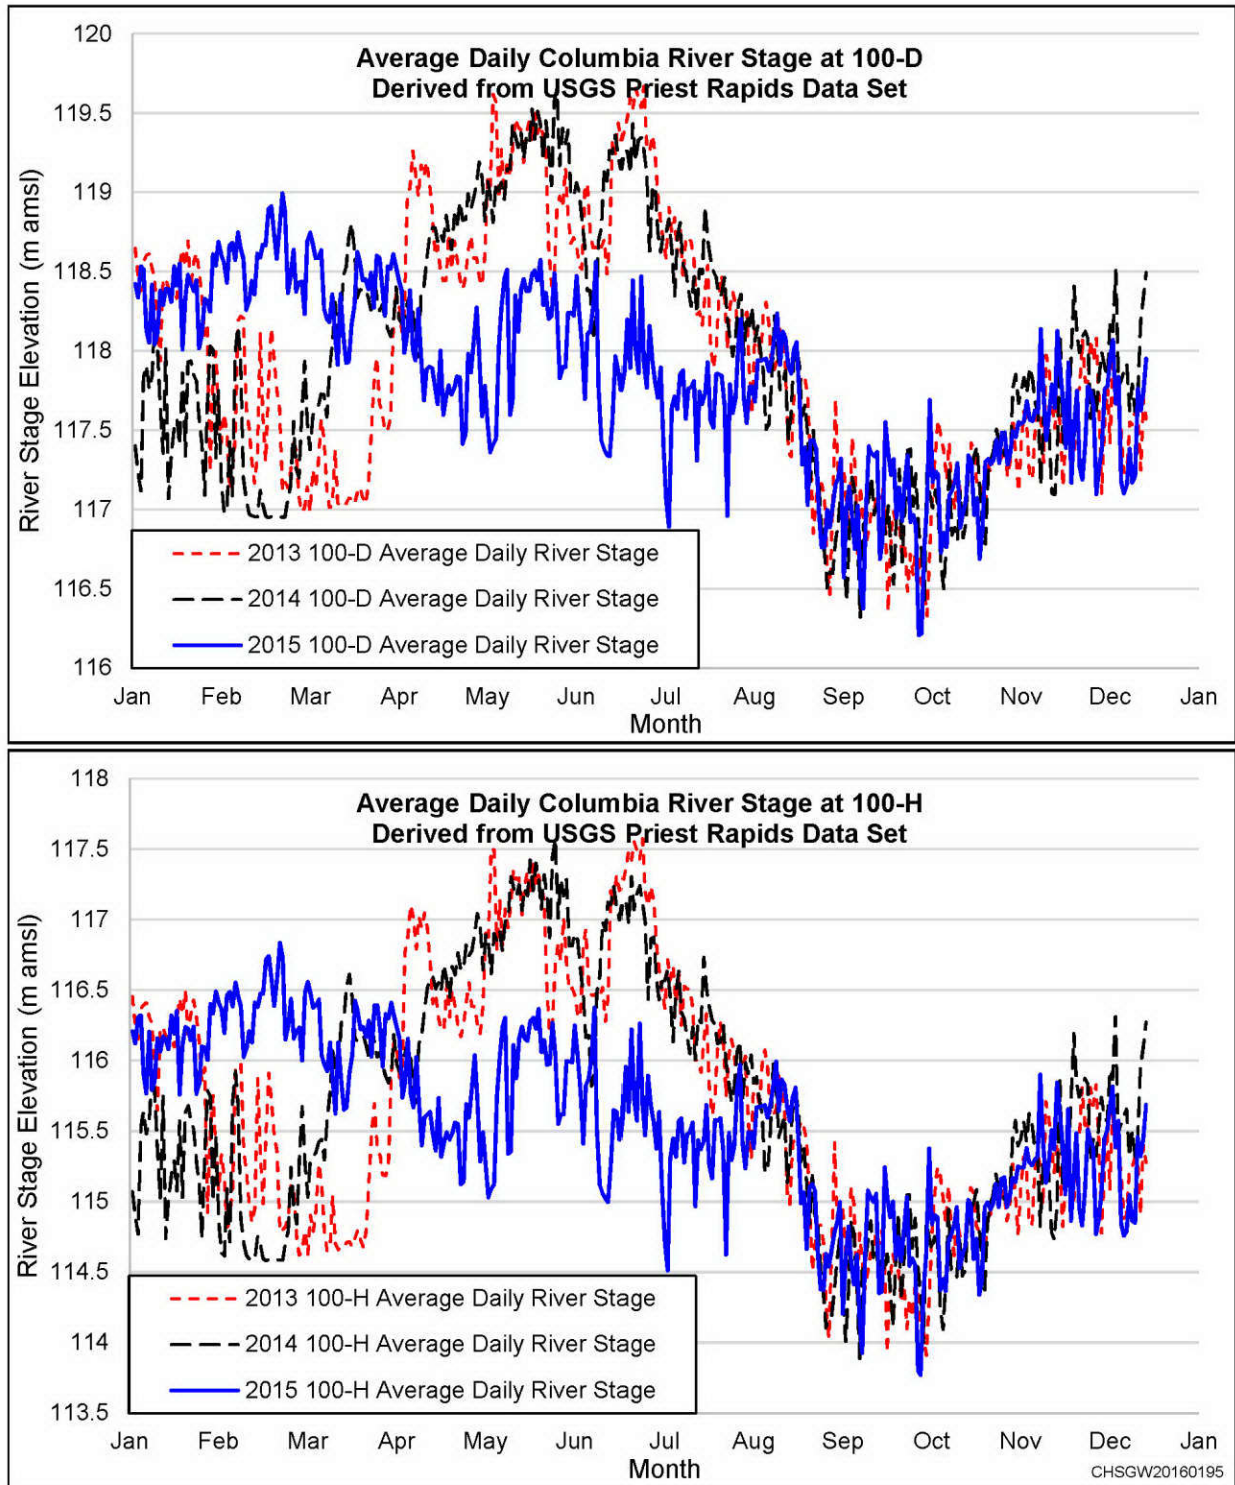 Average Daily Columbia River Stage at 100-D
Derived from USGS Priest Rapids Data Set
River Stage Elevation (m amsl)
120
119.5
119
118.5
118
117.5
117
116.5
116
2013 100-D Average Daily River Stage
2014 100-D Average Daily River Stage
2015 100-D Average Daily River Stage
Jan Feb Mar Apr May Jun Jul Aug Sep Oct Nov Dec Jan
Month
Average Daily Columbia River Stage at 100-H
Derived from USGS Priest Rapids Data Set
River Stage Elevation (m amsl)
118
117.5
117
116.5
116
115.5
115
114.5
114
113.5
2013 100-H Average Daily River Stage
2014 100-H Average Daily River Stage
2015 100-H Average Daily River Stage
Jan Feb Mar Apr May Jun Jul Aug Sep Oct Nov Dec Jan
Month
CHSGW20160195